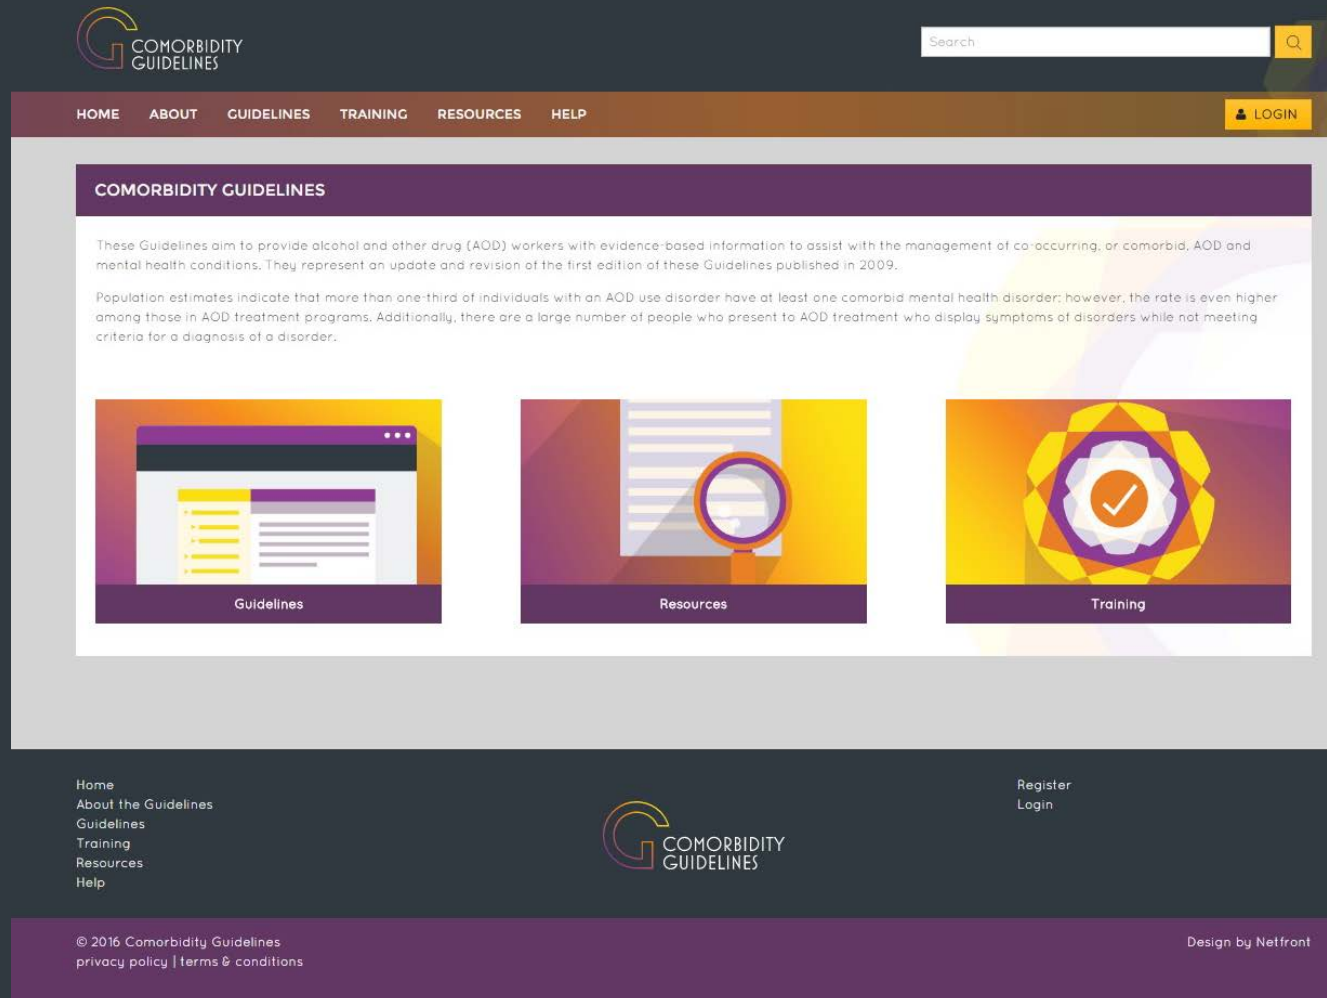 COMORBIDITY
GUIDELINES
Search
HOME ABOUT GUIDELINES TRAINING RESOURCES HELP
LOGIN
COMORBIDITY GUIDELINES
These Guidelines aim to provide alcohol and other drug (AOD) workers with evidence-based information to assist with the management of co-occurring, or comorbid, AOD and
mental health conditions. They represent an update and revision of the first edition of these Guidelines published in 2009.
Population estimates indicate that more than one-third of individuals with an AOD use disorder have at least one comorbid mental health disorder; however, the rate is even higher
among those in AOD treatment programs. Additionally, there are a large number of people who present to AOD treatment who display symptoms of disorders while not meeting
criteria for a diagnosis of a disorder.
Guidelines
Resources
Training
Home
About the Guidelines
Guidelines
Training
Resources
Help
COMORBIDITY
GUIDELINES
Register
Login
© 2016 Comorbidity Guidelines
privacy policy | terms & conditions
Design by Netfront